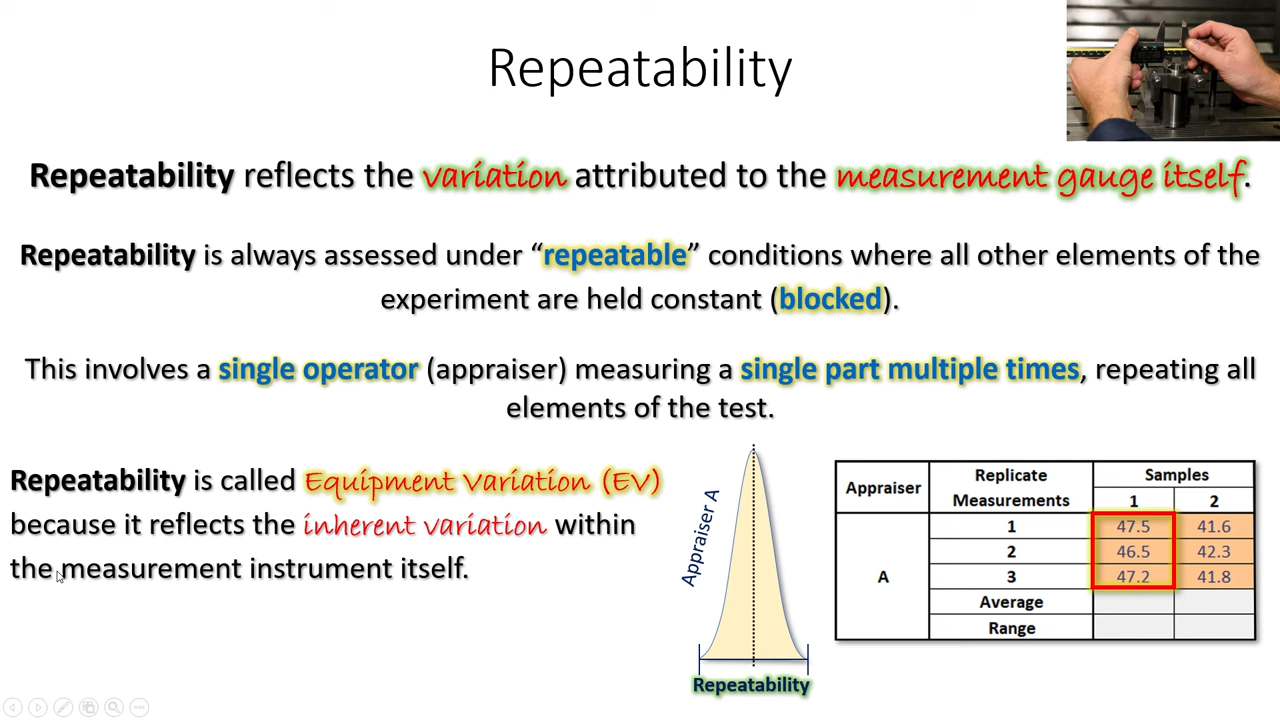 Repeatability
Repeatability reflects the variation attributed to the measurement gauge itself.
Repeatability is always assessed under “repeatable” conditions where all other elements of the
experiment are held constant (blocked).
This involves a single operator (appraiser) measuring a single part multiple times, repeating all
elements of the test.
Repeatability is called Equipment Variation (EV)
because it reflects the inherent variation within
the measurement instrument itself.
Appraiser A
Repeatability
Appraiser Replicate Measurements Samples
1 2
A
1 47.5 41.6
2 46.5 42.3
3 47.2 41.8
Average
Range